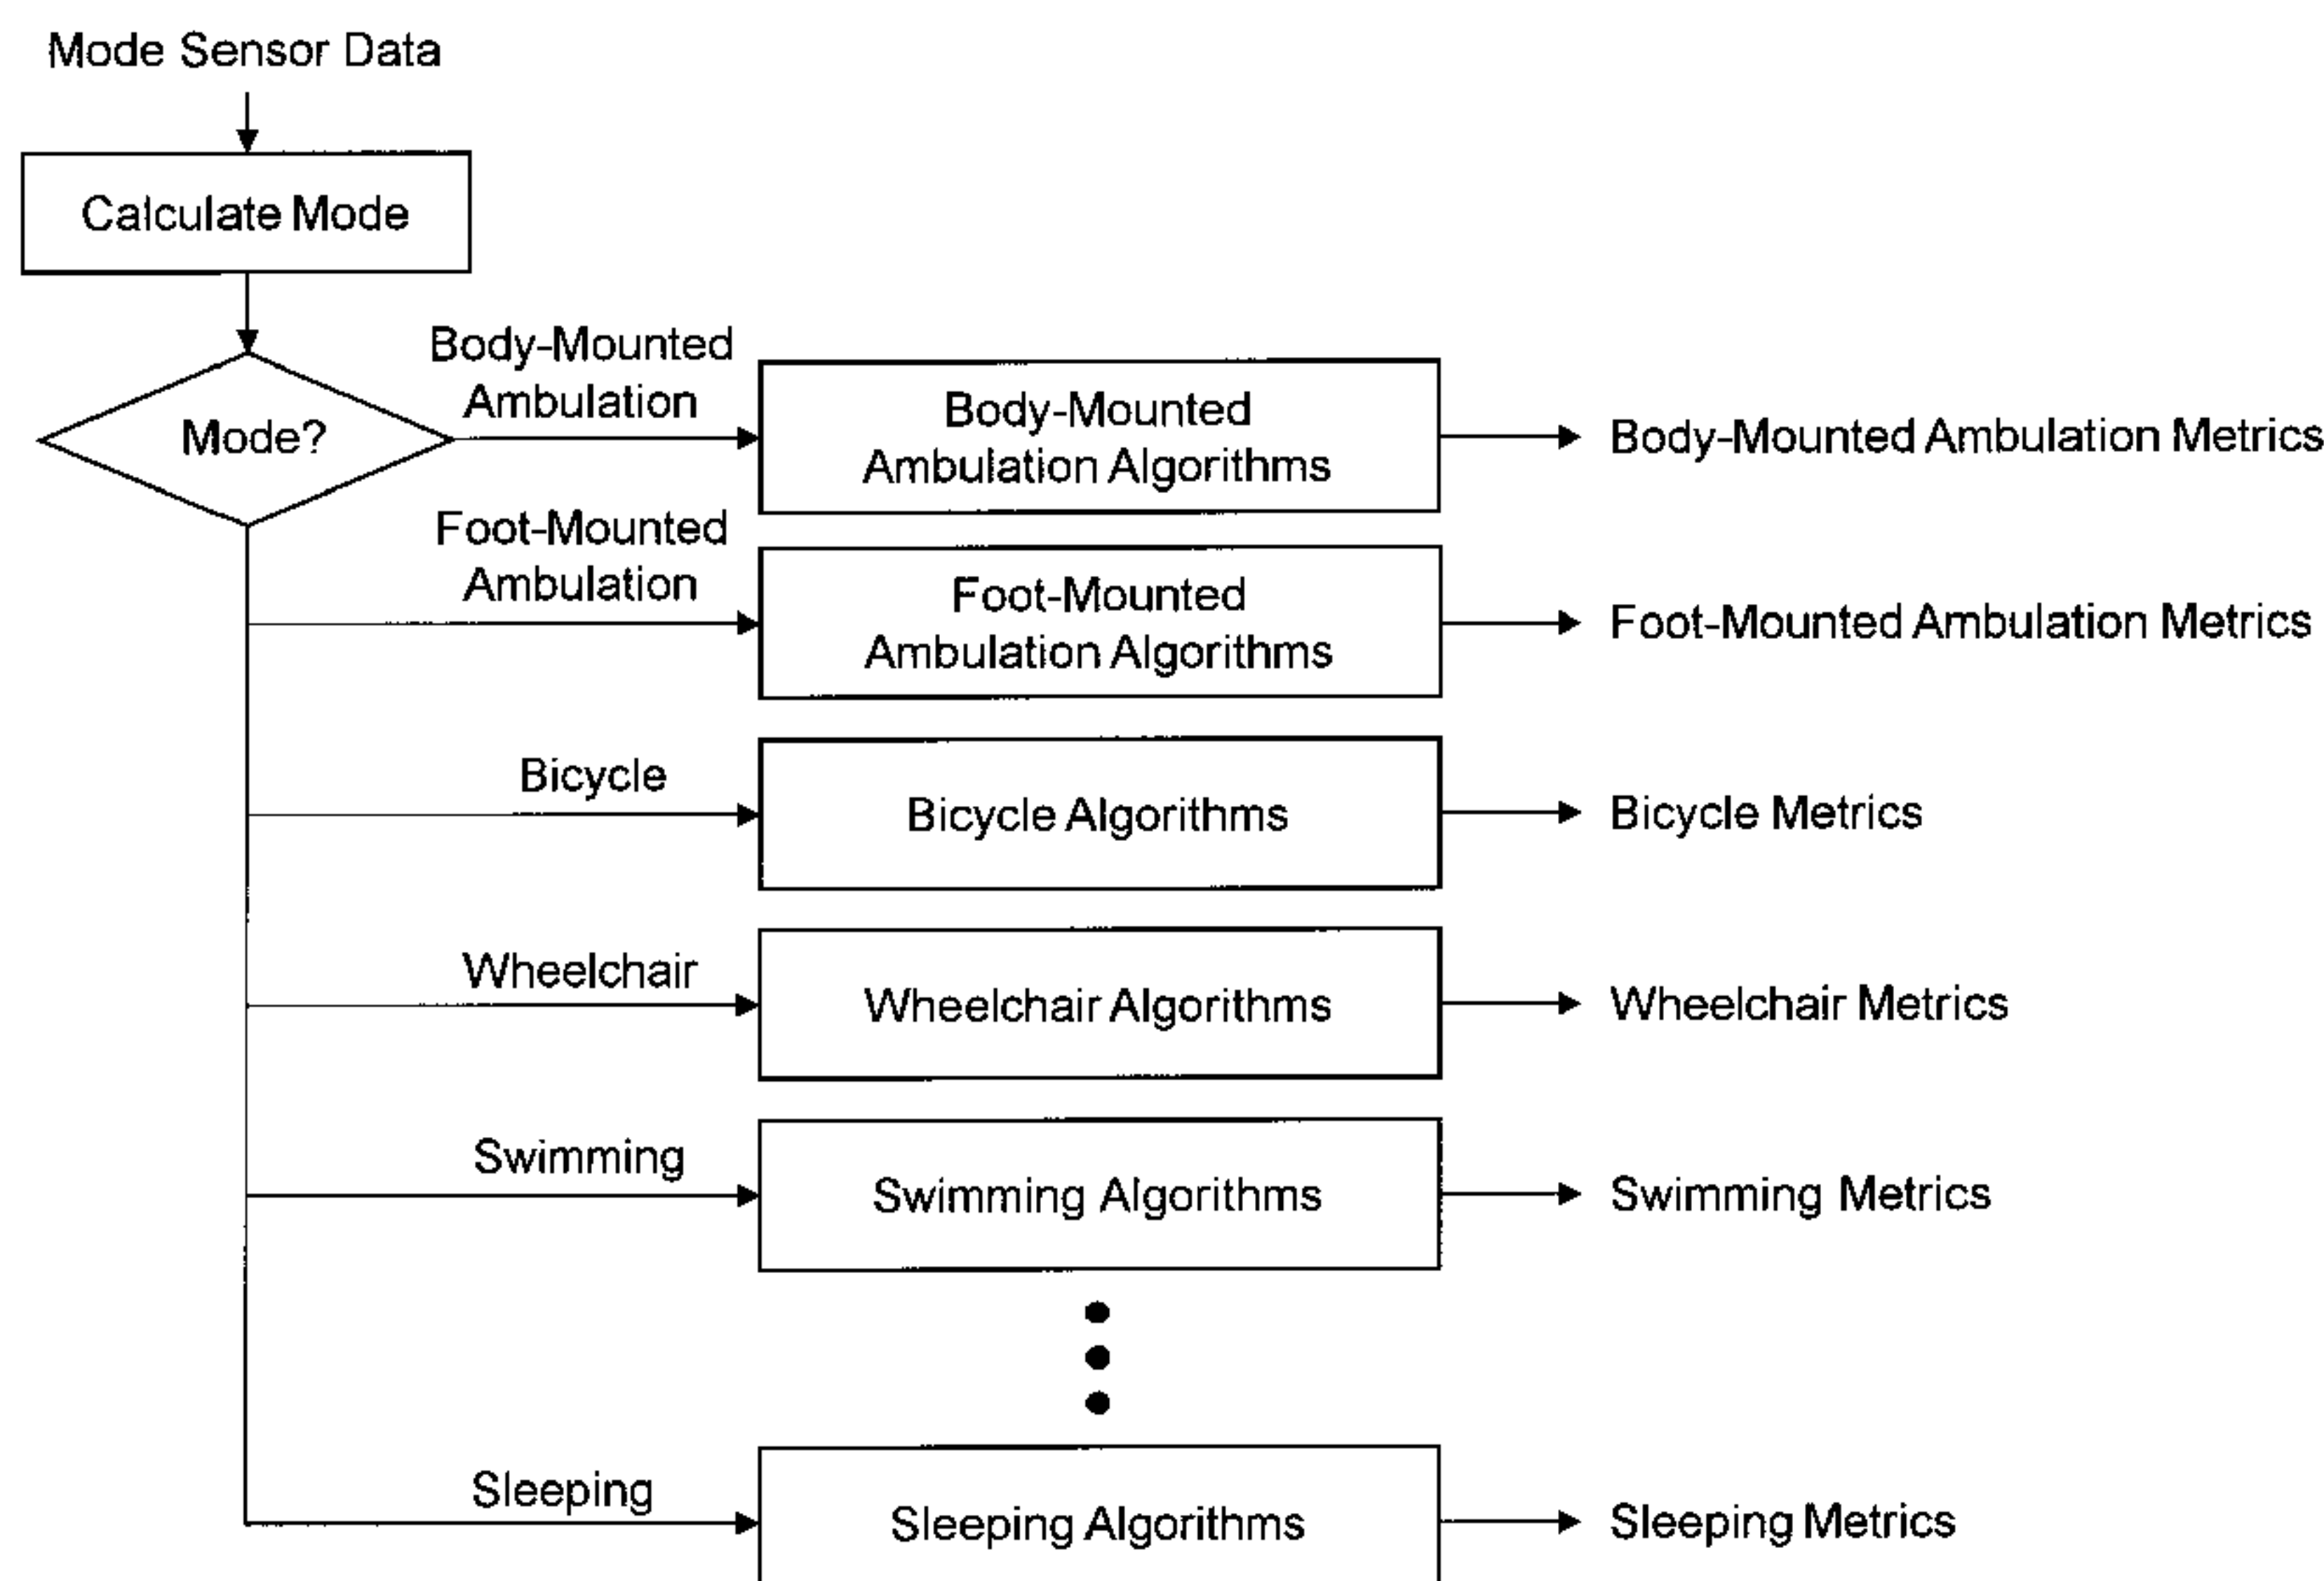 Mode Sensor Data
Calculate Mode
Mode?
Body-Mounted
Ambulation
Body-Mounted
Ambulation Algorithms
Body-Mounted Ambulation Metrics
Foot-Mounted
Ambulation
Foot-Mounted
Ambulation Algorithms
Foot-Mounted Ambulation Metrics
Bicycle
Bicycle Algorithms
Bicycle Metrics
Wheelchair
Wheelchair Algorithms
Wheelchair Metrics
Swimming
Swimming Algorithms
Swimming Metrics
Sleeping
Sleeping Algorithms
Sleeping Metrics